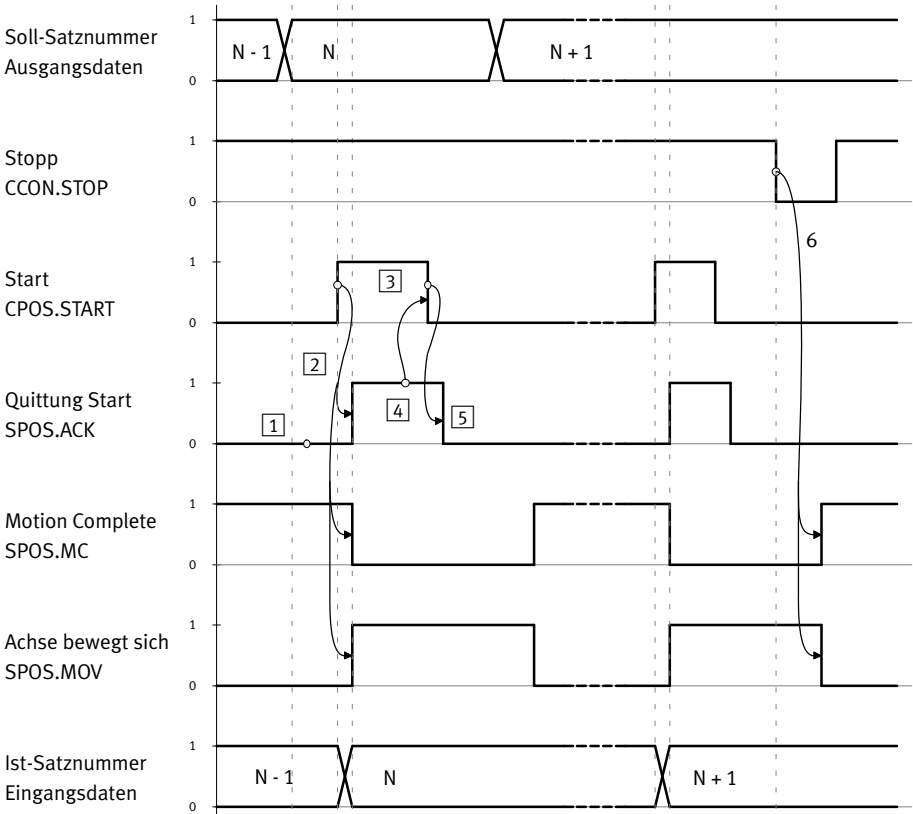 Soll-Satznummer
Ausgangsdaten
1
0
N - 1
N
N + 1
Stopp
CCON.STOP
1
0
6
Start
CPOS.START
1
0
3
2
Quittung Start
SPOS.ACK
1
0
1
4
5
Motion Complete
SPOS.MC
1
0
Achse bewegt sich
SPOS.MOV
1
0
Ist-Satznummer
Eingangsdaten
1
0
N - 1
N
N + 1